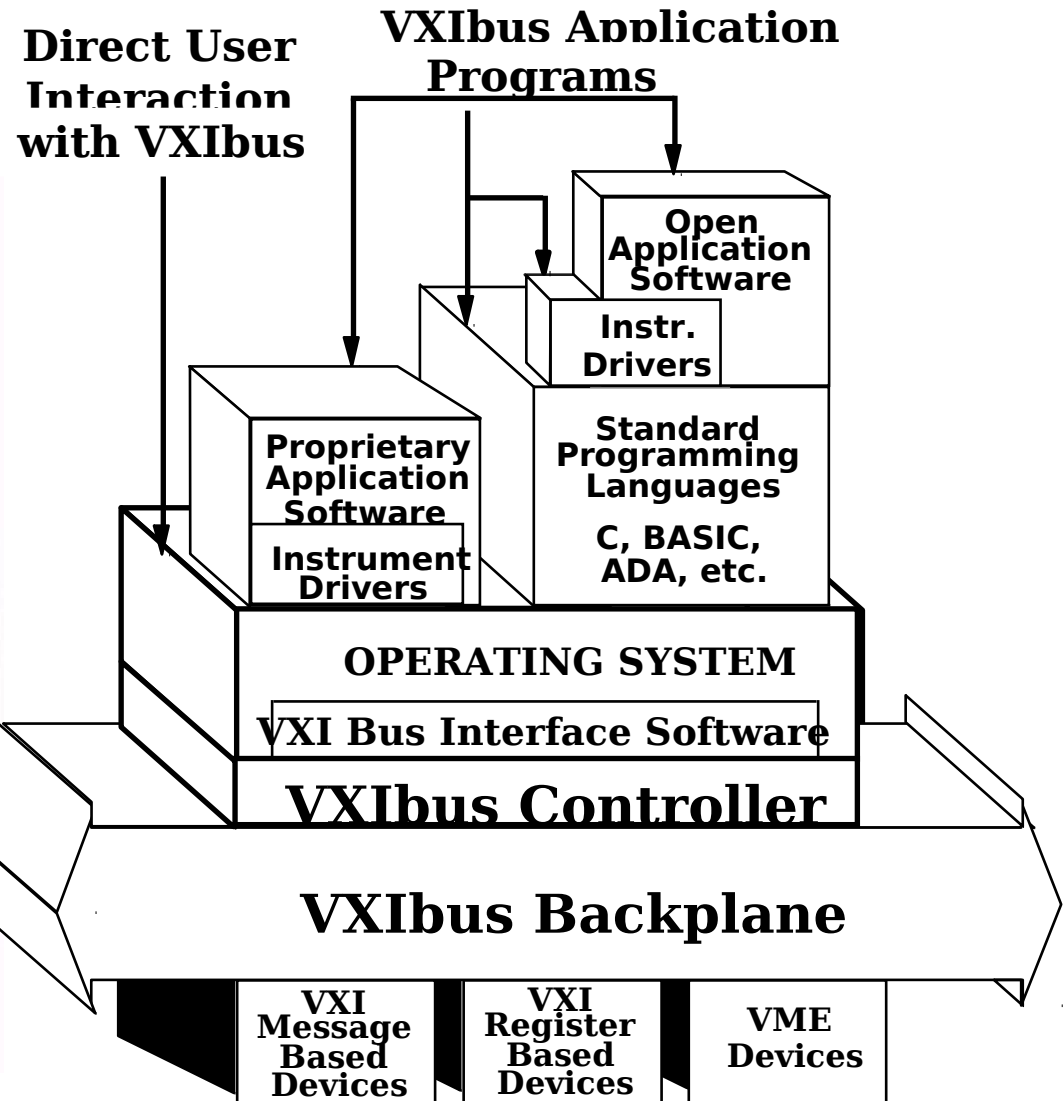 Direct User
Interaction
with VXIbus
VXIbus Application
Programs
Open
Application
Software
Instr.
Drivers
Proprietary
Application
Software
Instrument
Drivers
Standard
Programming
Languages
C, BASIC,
ADA, etc.
OPERATING SYSTEM
VXI Bus Interface Software
VXIbus Controller
VXIbus Backplane
VXI
Message
Based
Devices
VXI
Register
Based
Devices
VME
Devices